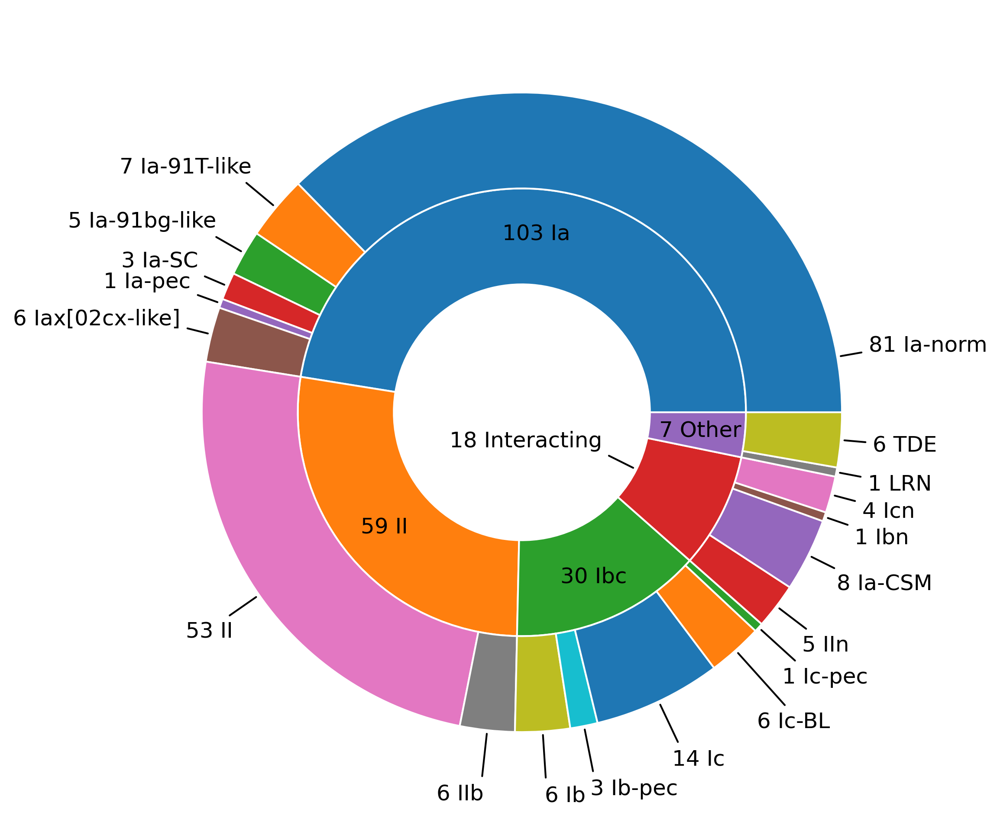 7 Ia-91T-like
5 Ia-91bg-like
103 Ia
3 Ia-SC
1 Ia-pec
6 Iax[02cx-like]
81 Ia-norm
7 Other
18 Interacting
6 TDE
1 LRN
4 Icn
59 II
1 Ibn
30 Ibc
8 Ia-CSM
53 II
5 IIn
1 Ic-pec
6 Ic-BL
14 Ic
6 IIb
6 Ib
3 Ib-pec